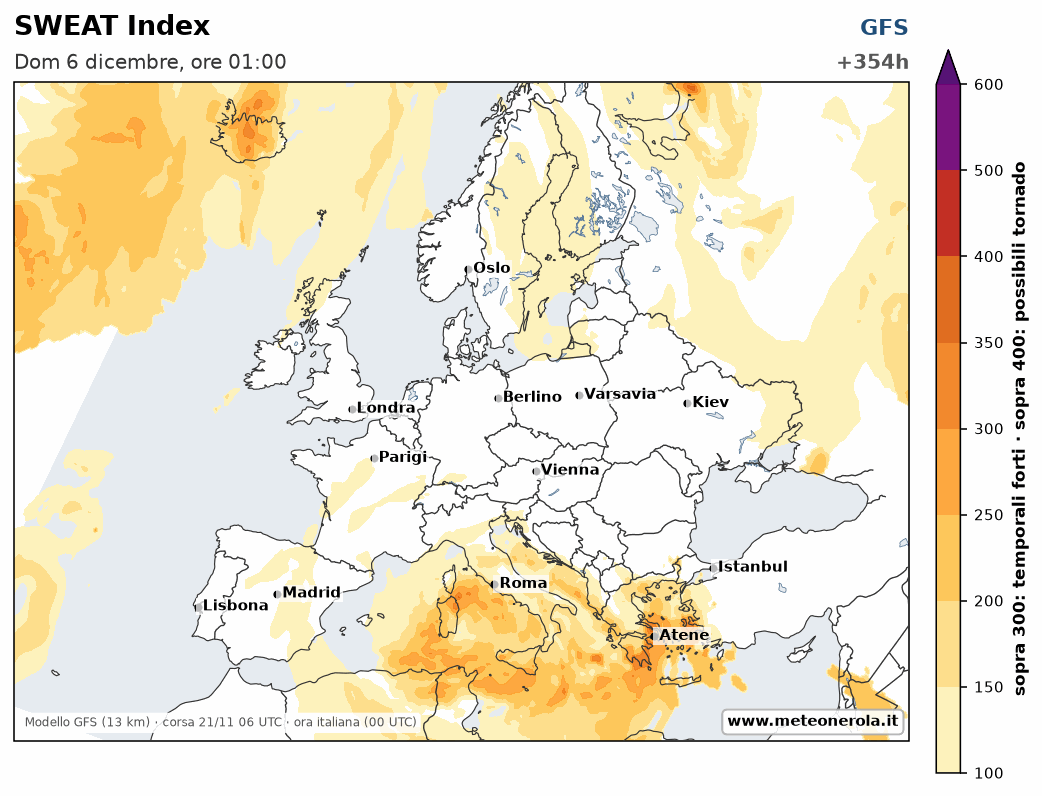 SWEAT Index
GFS
Dom 6 dicembre, ore 01:00
+354h
Oslo
Berlino
Varsavia
Kiev
Londra
Parigi
Vienna
Istanbul
Roma
Madrid
Lisbona
Atene
Modello GFS (13 km) · corsa 21/11 06 UTC · ora italiana (00 UTC)
www.meteonerola.it
600
500
400
350
300
250
200
150
100
sopra 300: temporali forti · sopra 400: possibili tornado